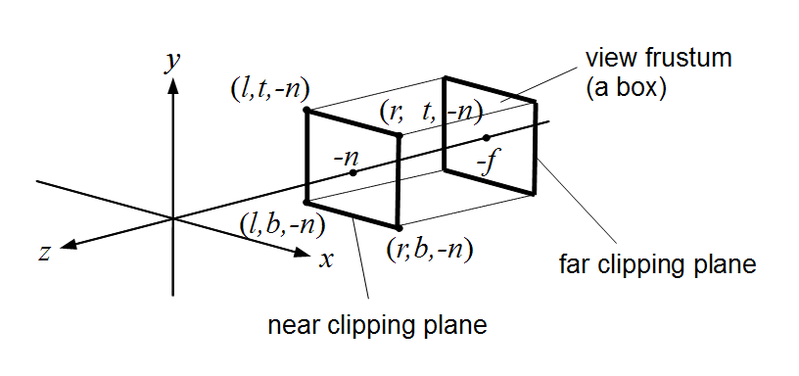 y
view frustum
(a box)
(l,t,-n)
(r, t, -n)
-n
-f
(l,b,-n)
z
x
(r,b,-n)
far clipping plane
near clipping plane